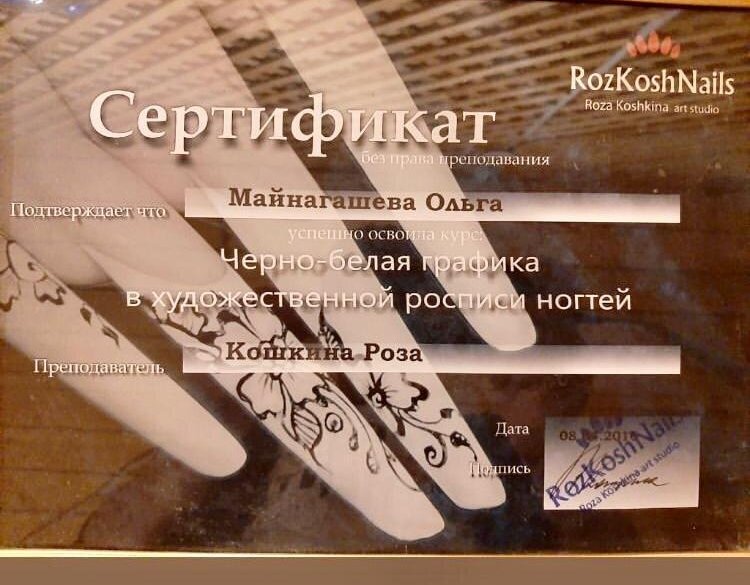 RozKoshNails
Roza Koshkina art studio
Сертификат
без права преподавания
Подтверждает что
Майнагашева Ольга
успешно освоила курс:
Черно-белая графика
в художественной росписи ногтей
Преподаватель
Кошкина Роза
Дата
Подпись
RozKoshNails
Roza Koshkina art studio